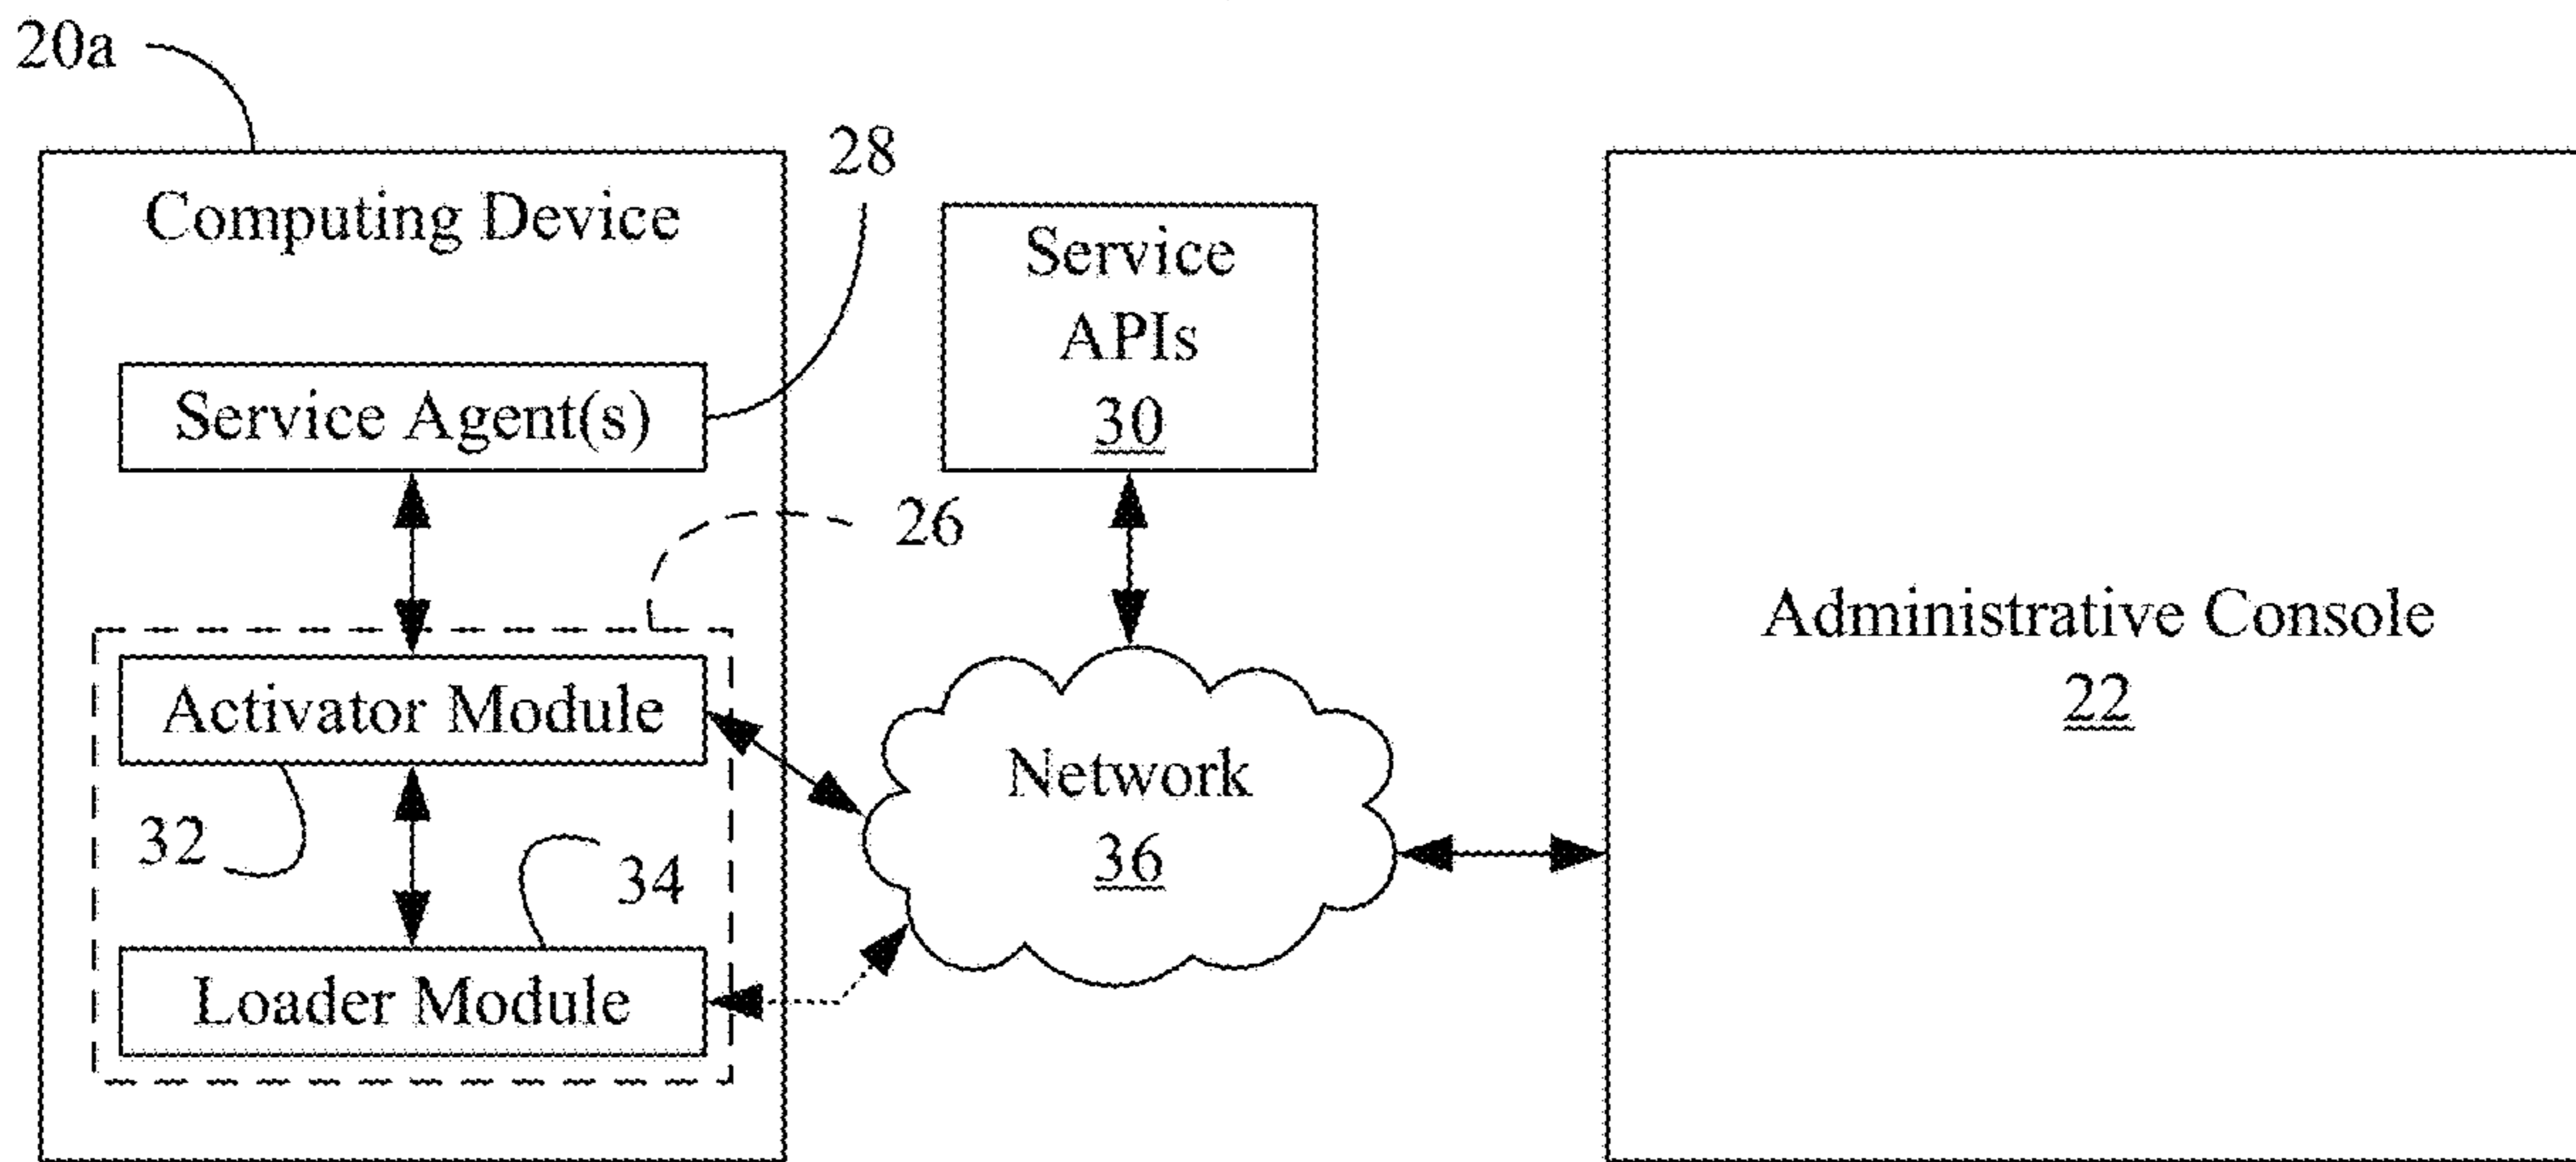 20a
Computing Device
28
Service
APIs
30
Service Agent(s)
26
Activator Module
32
34
Loader Module
Network
36
Administrative Console
22